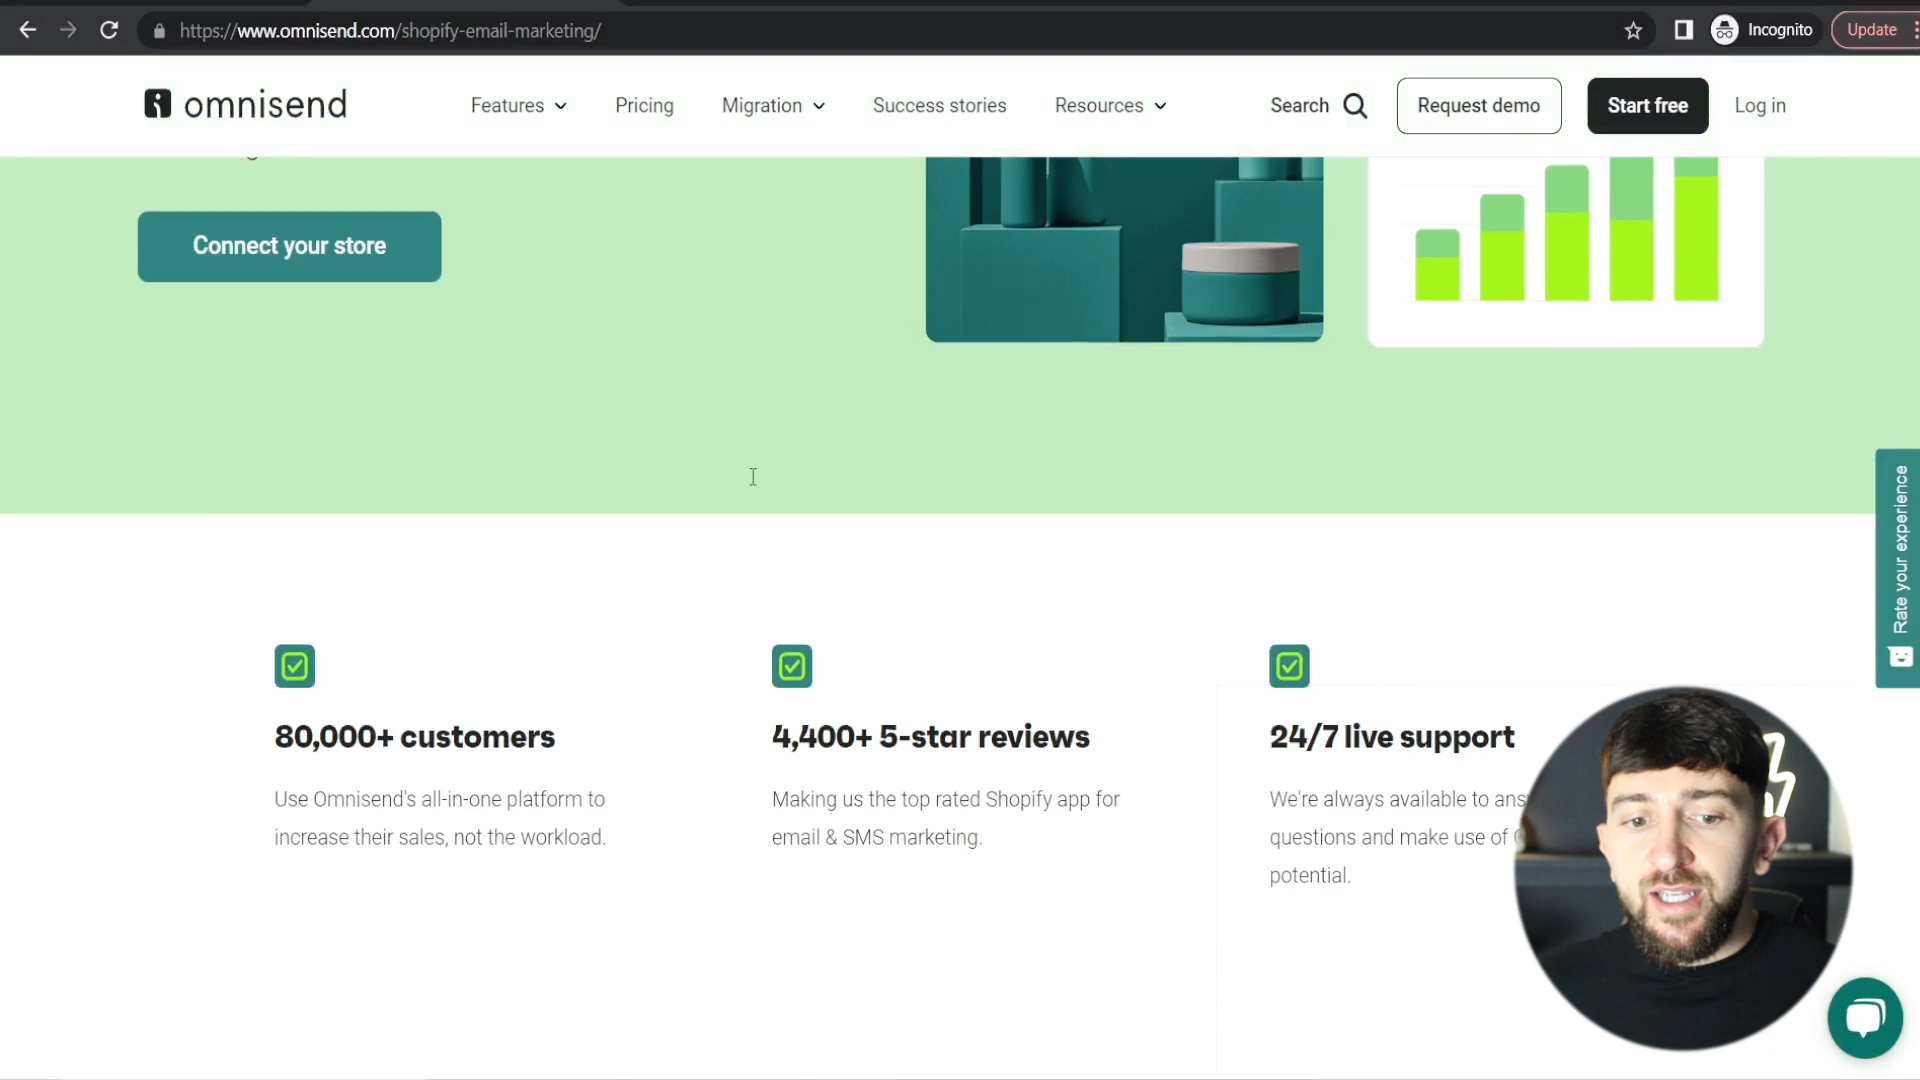 https://www.omnisend.com/shopify-email-marketing/
Incognito
Update
omnisend
Features
Pricing
Migration
Success stories
Resources
Search
Request demo
Start free
Log in
Connect your store
Rate your experience
80,000+ customers
Use Omnisend's all-in-one platform to
increase their sales, not the workload.
4,400+ 5-star reviews
Making us the top rated Shopify app for
email & SMS marketing.
24/7 live support
We're always available to
questions and make use of
potential.